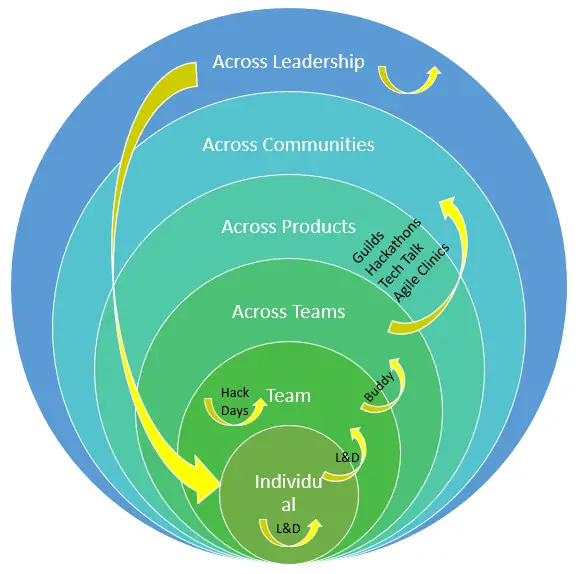 Across Leadership
Across Communities
Across Products
Guilds
Hackathons
Tech Talk
Agile Clinics
Across Teams
Buddy
Team
Hack
Days
L&D
Individu
al
L&D